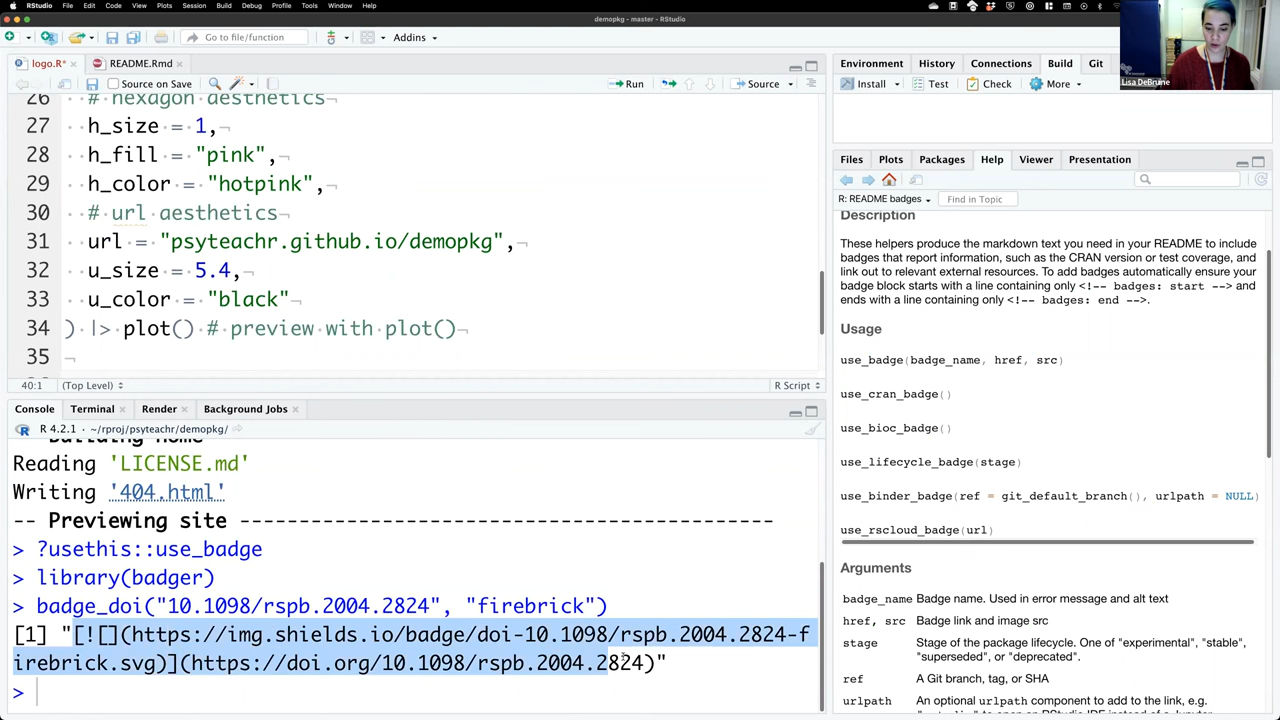 RStudio File Edit Code View Plots Session Build Debug Profile Tools Window Help
demopkg - master - RStudio
Go to file/function Addins
logo.R* README.Rmd
Source on Save Run Source
26 # hexagon aesthetics
27 h_size = 1,
28 h_fill = "pink",
29 h_color = "hotpink",
30 # url aesthetics
31 url = "psyteachr.github.io/demopkg",
32 u_size = 5.4,
33 u_color = "black"
34 ) |> plot() # preview with plot()
35
40:1 (Top Level) R Script
Console Terminal Render Background Jobs
R 4.2.1 · ~/rproj/psyteachr/demopkg/
Building home
Reading 'LICENSE.md'
Writing '404.html'
-- Previewing site ---------------------------------------------------
> ?usethis::use_badge
> library(badger)
> badge_doi("10.1098/rspb.2004.2824", "firebrick")
[1] "[![](https://img.shields.io/badge/doi-10.1098/rspb.2004.2824-f
irebrick.svg)](https://doi.org/10.1098/rspb.2004.2824)"
>
Environment History Connections Build Git
Install Test Check More
Files Plots Packages Help Viewer Presentation
R: README badges Find in Topic
Description
These helpers produce the markdown text you need in your README to include
badges that report information, such as the CRAN version or test coverage, and
link out to relevant external resources. To add badges automatically ensure your
badge block starts with a line containing only <!-- badges: start --> and
ends with a line containing only <!-- badges: end -->.
Usage
use_badge(badge_name, href, src)
use_cran_badge()
use_bioc_badge()
use_lifecycle_badge(stage)
use_binder_badge(ref = git_default_branch(), urlpath = NULL)
use_rscloud_badge(url)
Arguments
badge_name Badge name. Used in error message and alt text
href, src Badge link and image src
stage Stage of the package lifecycle. One of "experimental", "stable",
"superseded", or "deprecated".
ref A Git branch, tag, or SHA
urlpath An optional urlpath component to add to the link, e.g.
Lisa DeBruine